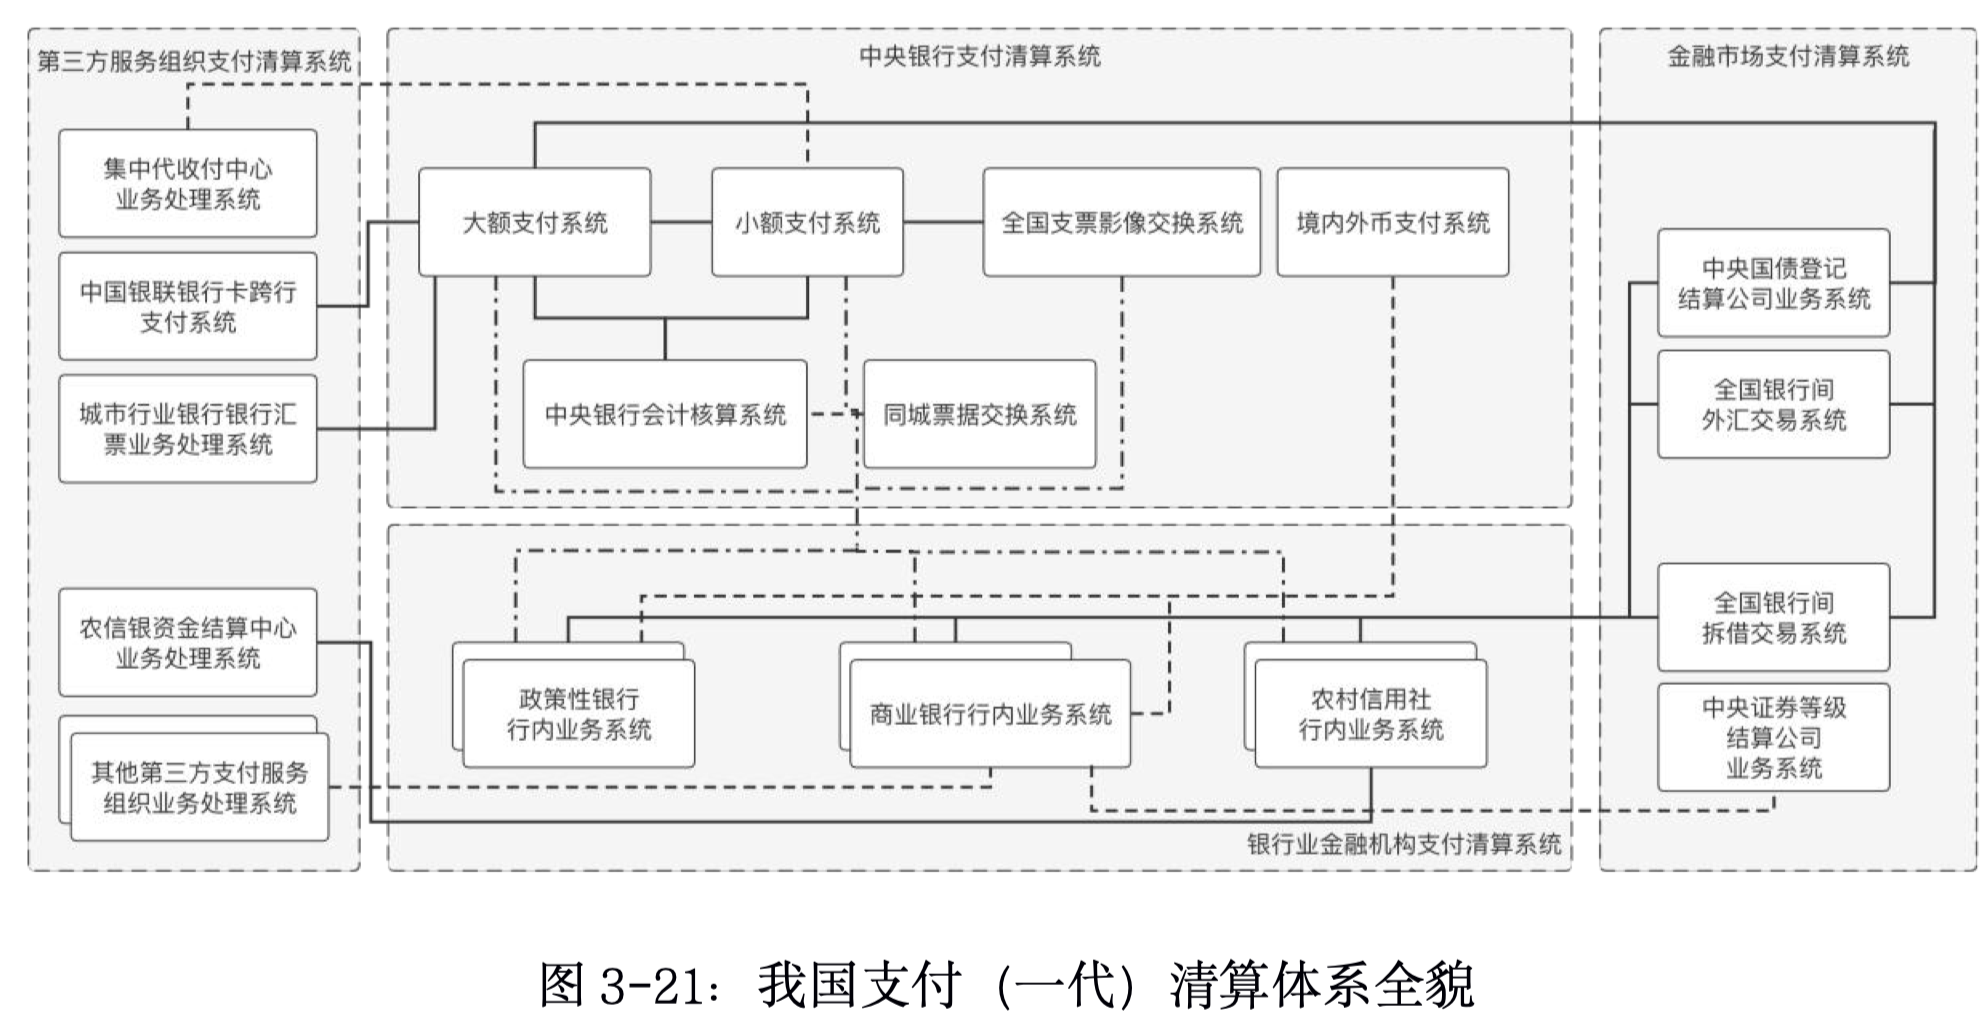 第三方服务组织支付清算系统
集中代收付中心
业务处理系统
中国银联银行卡跨行
支付系统
城市行业银行银行汇
票业务处理系统
农信银资金结算中心
业务处理系统
其他第三方支付服务
组织业务处理系统
中央银行支付清算系统
大额支付系统
小额支付系统
全国支票影像交换系统
境内外币支付系统
中央银行会计核算系统
同城票据交换系统
政策性银行
行内业务系统
商业银行行内业务系统
农村信用社
行内业务系统
银行业金融机构支付清算系统
金融市场支付清算系统
中央国债登记
结算公司业务系统
全国银行间
外汇交易系统
全国银行间
拆借交易系统
中央证券等级
结算公司
业务系统
图 3-21：我国支付（一代）清算体系全貌